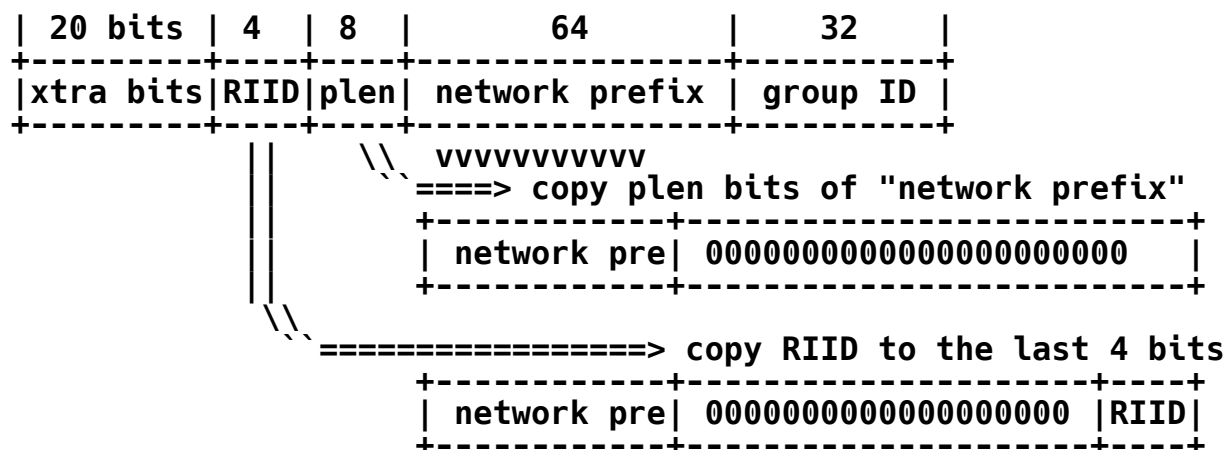 | 20 bits | 4  | 8  |       64       |    32    |
+---------+----+----+----------------+----------+
|xtra bits|RIID|plen| network prefix | group ID |
+---------+----+----+----------------+----------+
            ||    \\  vvvvvvvvvvv
            ||     ``====> copy plen bits of "network prefix"
            ||       +------------+--------------------------+
            ||       | network pre| 0000000000000000000000   |
            ||       +------------+--------------------------+
             \\
              ``=================> copy RIID to the last 4 bits
                     +------------+---------------------+----+
                     | network pre| 0000000000000000000 |RIID|
                     +------------+---------------------+----+